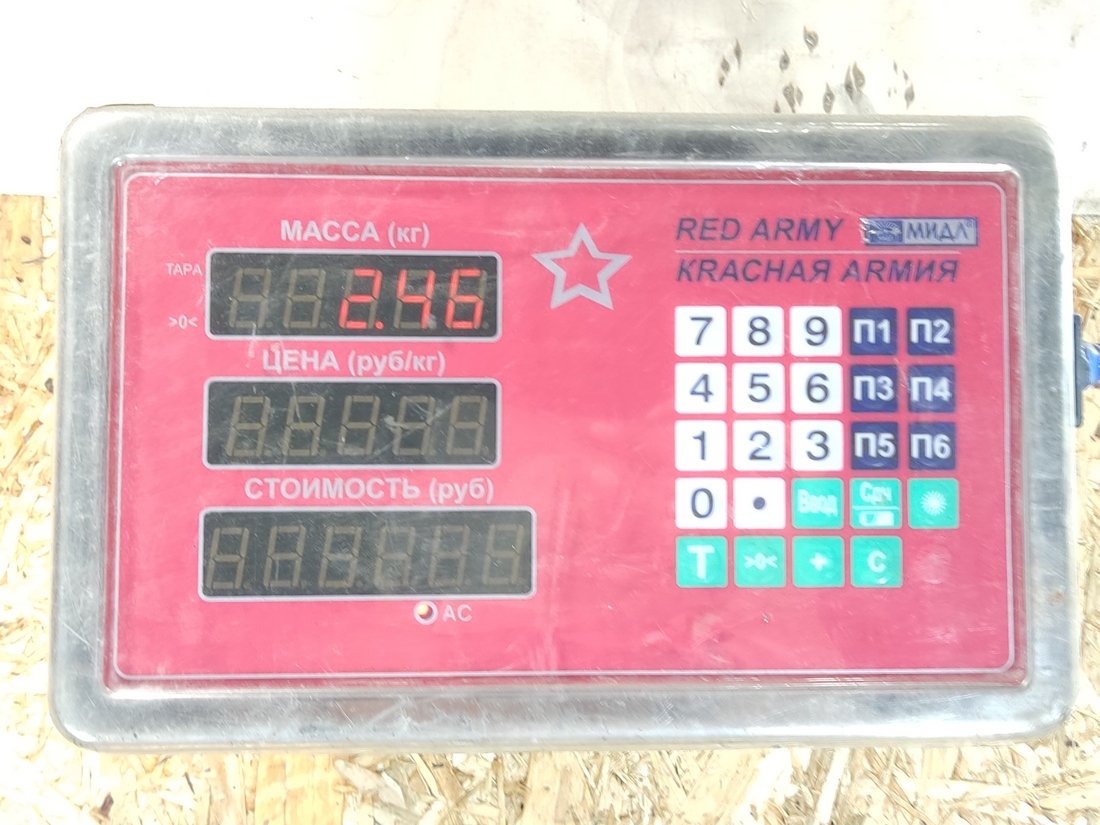 МАССА (кг)
RED ARMY МИДЛ®
КRАСНАЯ АRМИЯ
ТАРА
2.46
>0<
ЦЕНА (руб/кг)
7 8 9 П1 П2
4 5 6 П3 П4
1 2 3 П5 П6
СТОИМОСТЬ (руб)
0 • Ввод Сдч
Т >0< + С
АС